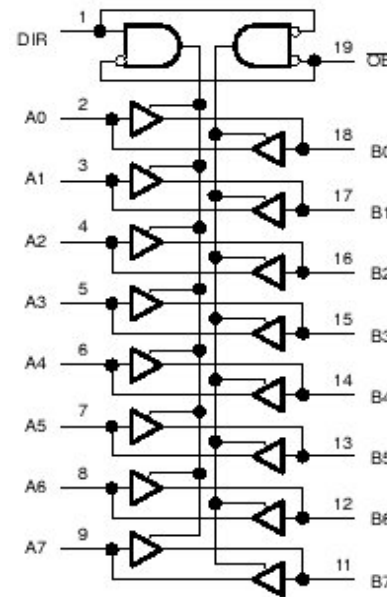 DIR 1 19 OE
A0 2 18 B0
A1 3 17 B1
A2 4 16 B2
A3 5 15 B3
A4 6 14 B4
A5 7 13 B5
A6 8 12 B6
A7 9 11 B7